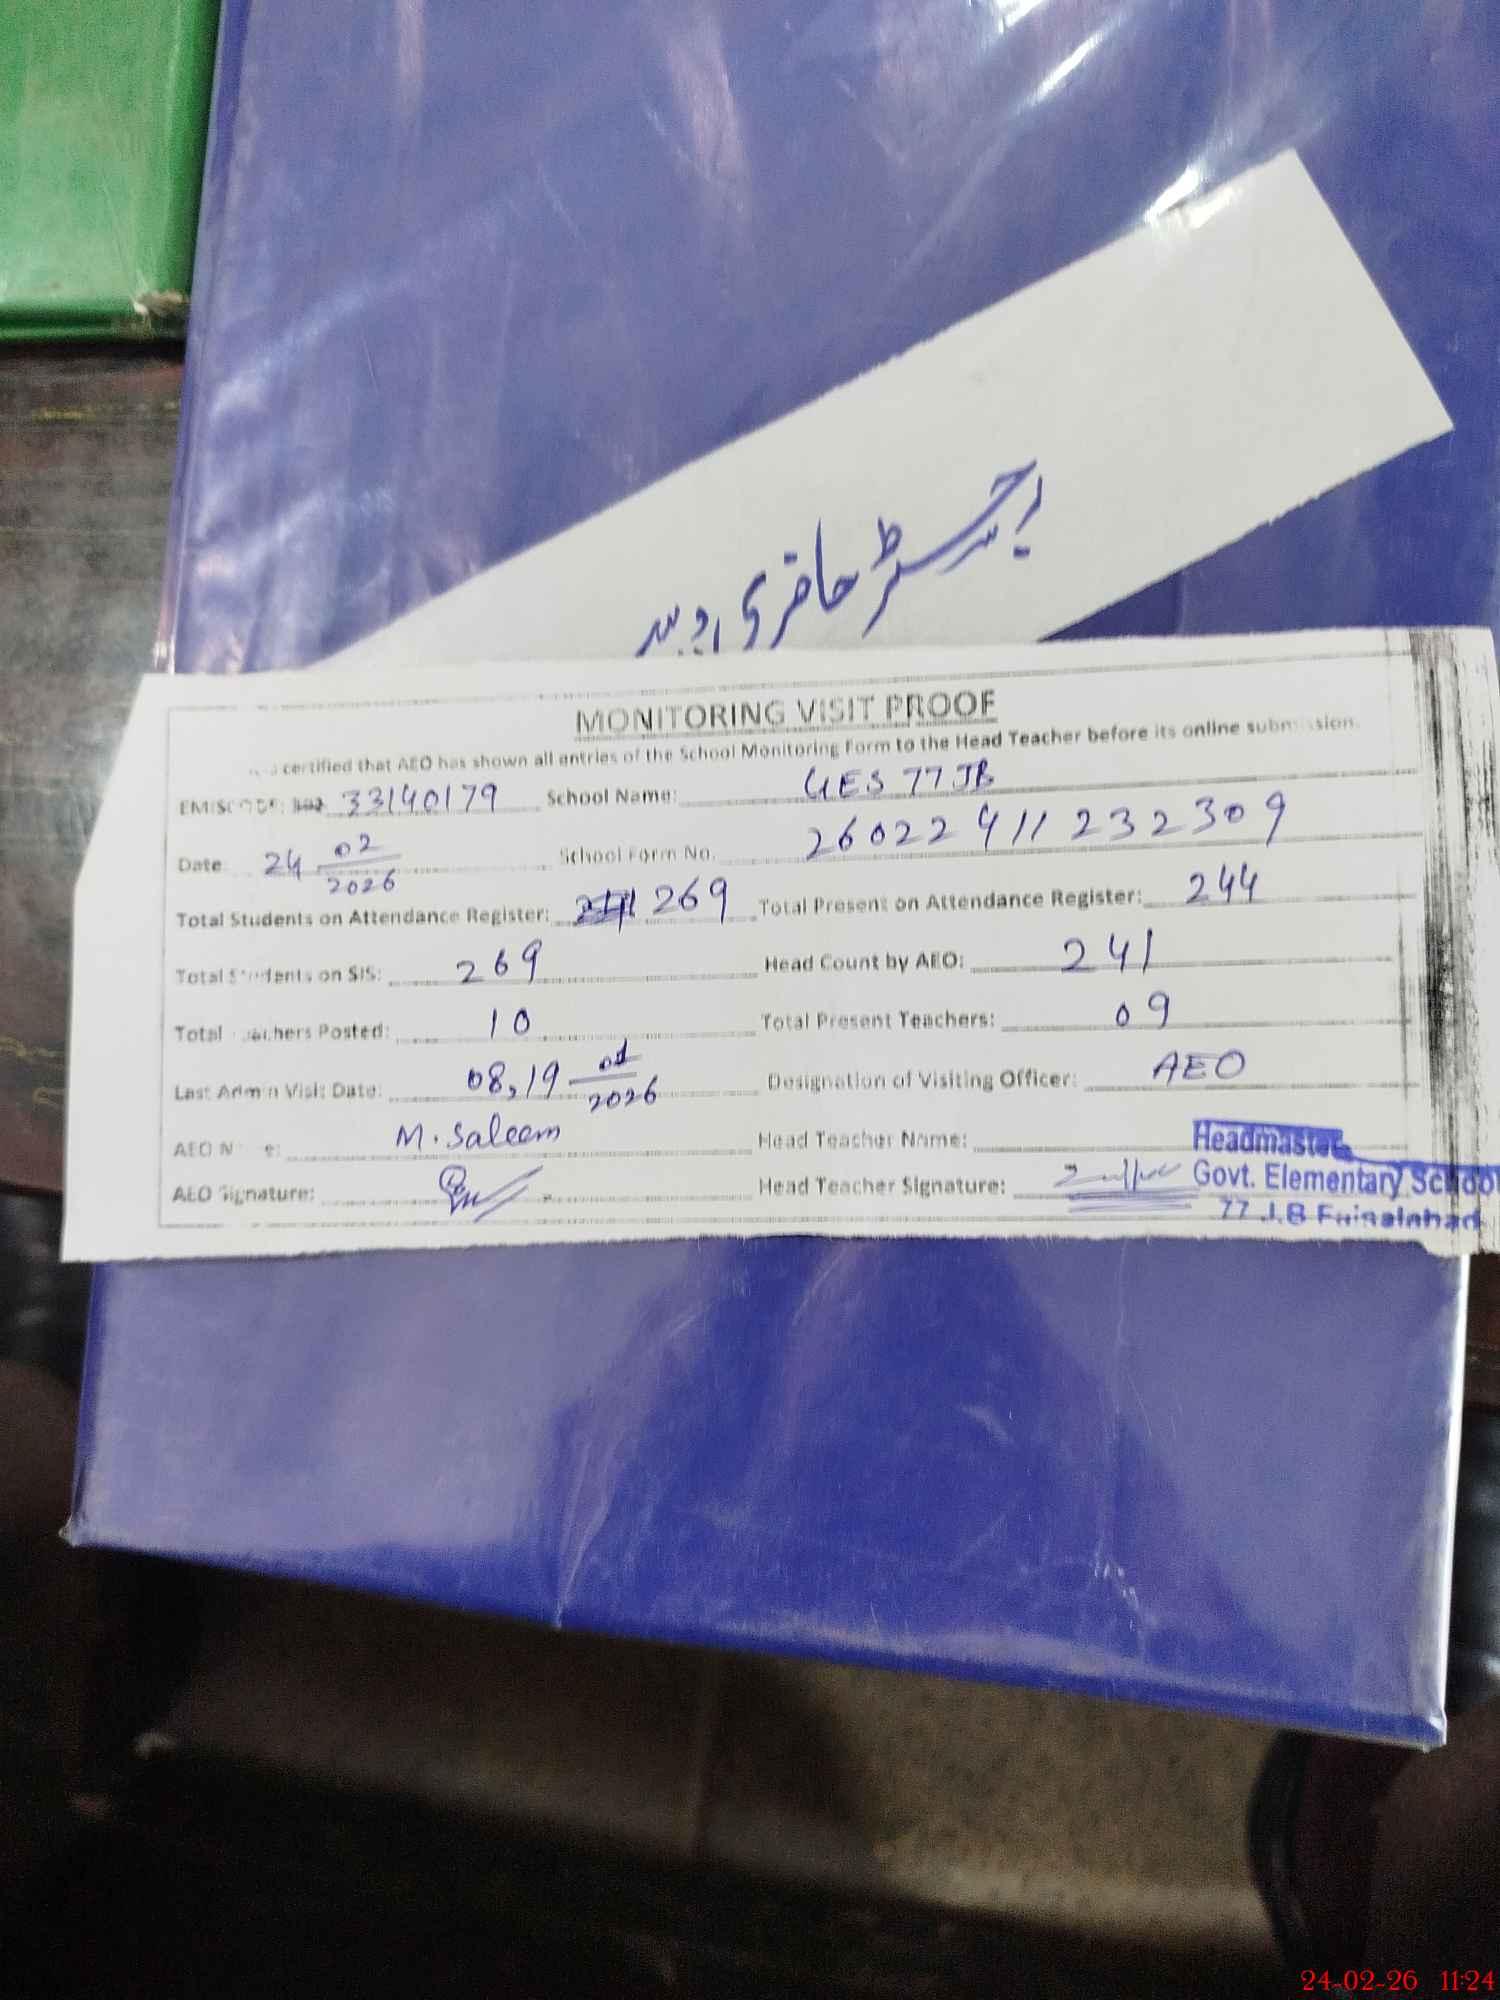 رجسٹر حاضری
MONITORING VISIT PROOF
certified that AEO has shown all entries of the School Monitoring Form to the Head Teacher before its online submission.
EMISCODE: 33140179 School Name: GES 77JB
Date: 24 02/2026 School Form No. 26022411232309
Total Students on Attendance Register: 269 Total Present on Attendance Register: 244
Total Students on SIS: 269 Head Count by AEO: 241
Total Teachers Posted: 10 Total Present Teachers: 09
Last Admin Visit Date: 08,19 01/2026 Designation of Visiting Officer: AEO
AEO Name: M. Saleem Head Teacher Name: Headmaster
AEO Signature: Head Teacher Signature: Govt. Elementary School
77 J.B Faisalabad
24-02-26 11:24